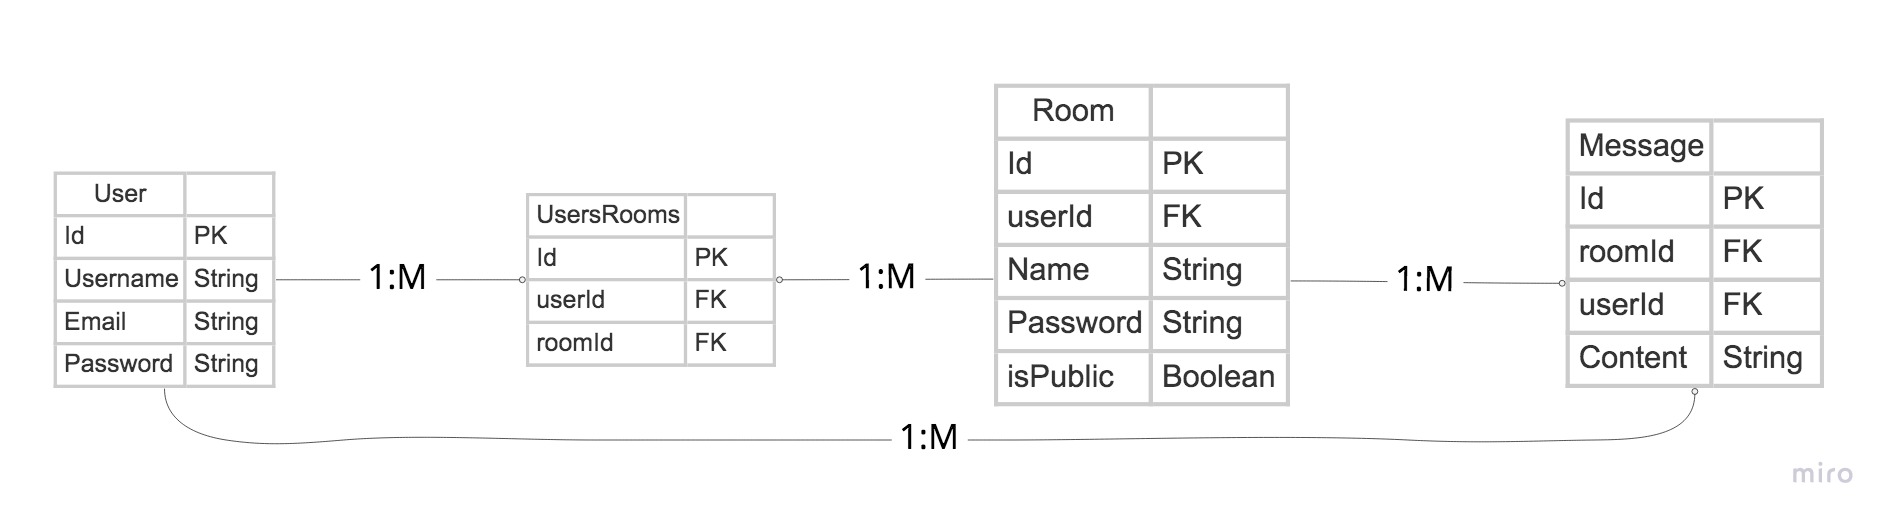 User
Id PK
Username String
Email String
Password String
1:M
UsersRooms
Id PK
userId FK
roomId FK
1:M
Room
Id PK
userId FK
Name String
Password String
isPublic Boolean
1:M
Message
Id PK
roomId FK
userId FK
Content String
1:M
miro